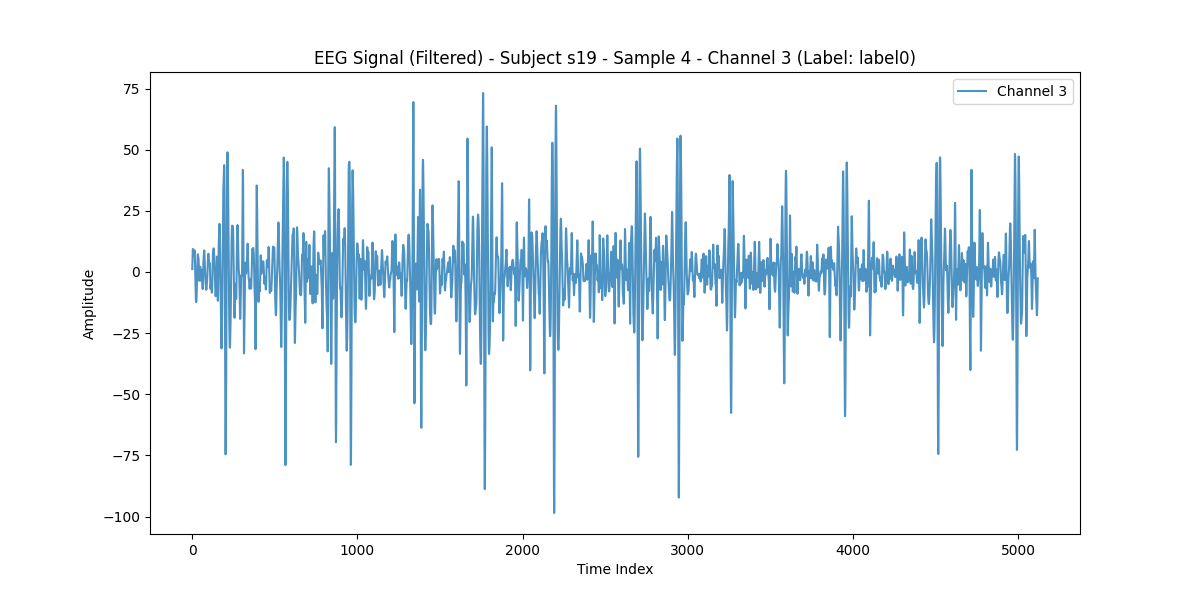 EEG Signal (Filtered) - Subject s19 - Sample 4 - Channel 3 (Label: label0)
Channel 3
Amplitude
75
50
25
0
−25
−50
−75
−100
0 1000 2000 3000 4000 5000
Time Index